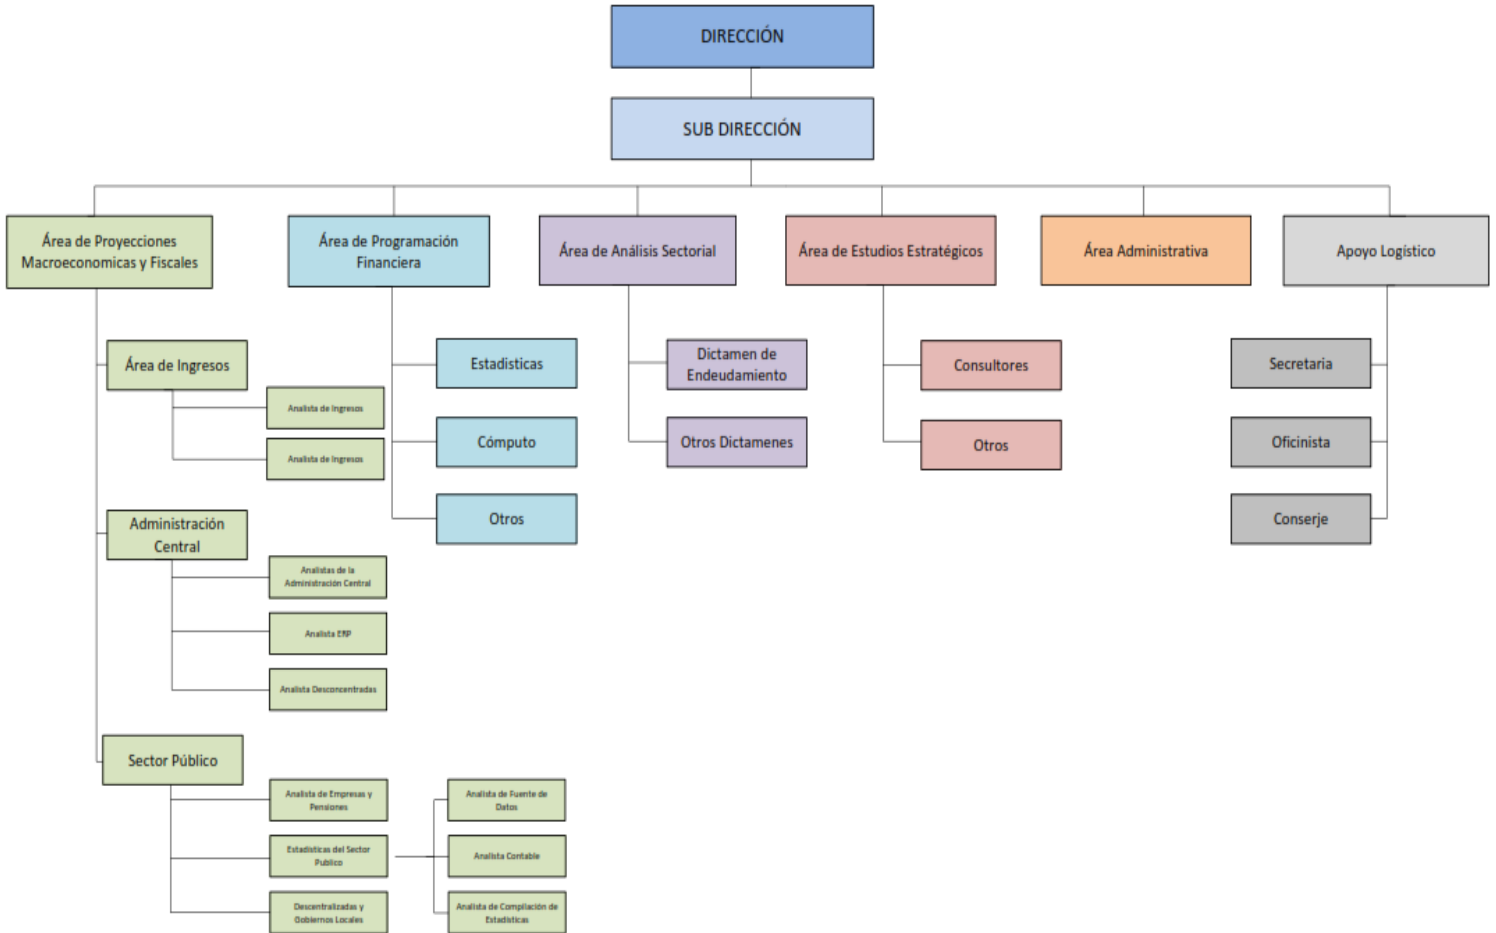 DIRECCIÓN
SUB DIRECCIÓN
Área de Proyecciones
Macroeconomicas y Fiscales
Área de Programación
Financiera
Área de Análisis Sectorial
Área de Estudios Estratégicos
Área Administrativa
Apoyo Logístico
Área de Ingresos
Analista de Ingresos
Analista de Ingresos
Administración
Central
Analistas de la
Administración Central
Analista ERP
Analista Desconcentradas
Sector Público
Analista de Empresas y
Pensiones
Estadísticas del Sector
Publico
Descentralizadas y
Gobiernos Locales
Analista de Fuente de
Datos
Analista Contable
Analista de Compilación de
Estadísticas
Estadisticas
Cómputo
Otros
Dictamen de
Endeudamiento
Otros Dictamenes
Consultores
Otros
Secretaria
Oficinista
Conserje